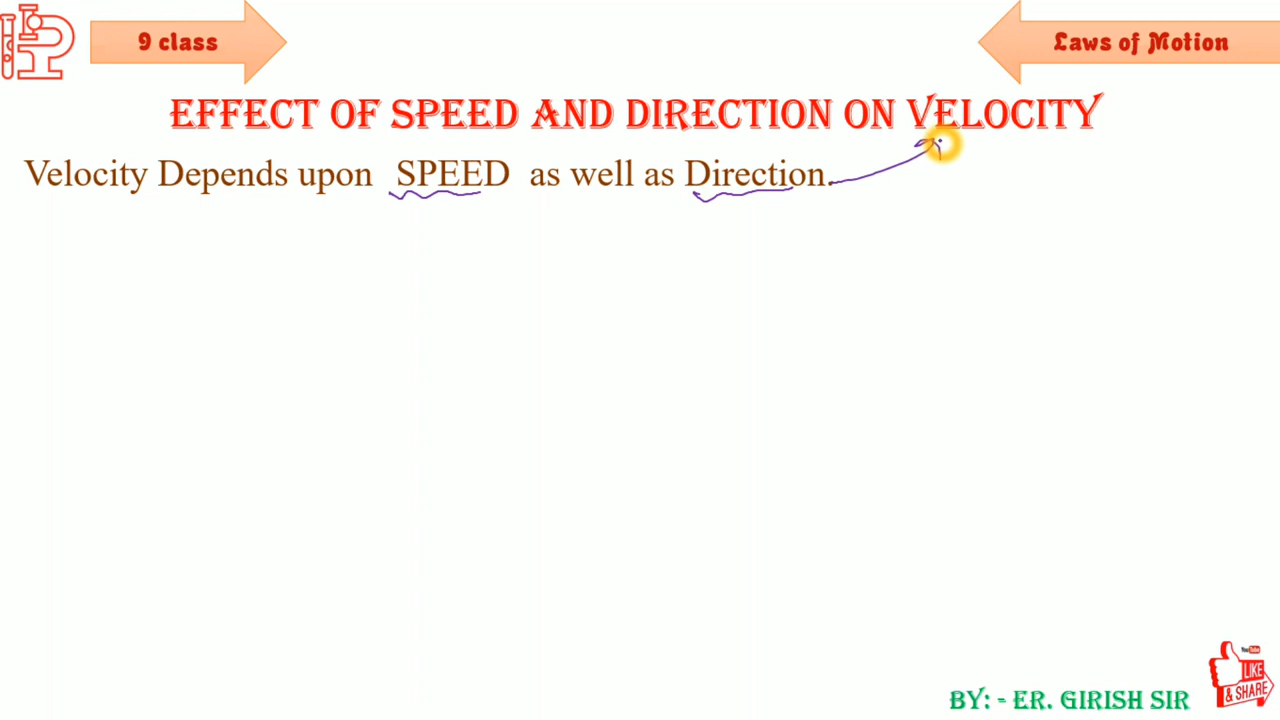 9 class
Laws of Motion
EFFECT OF SPEED AND DIRECTION ON VELOCITY
Velocity Depends upon SPEED as well as Direction.
YouTube
LIKE
& SHARE
BY: - ER. GIRISH SIR